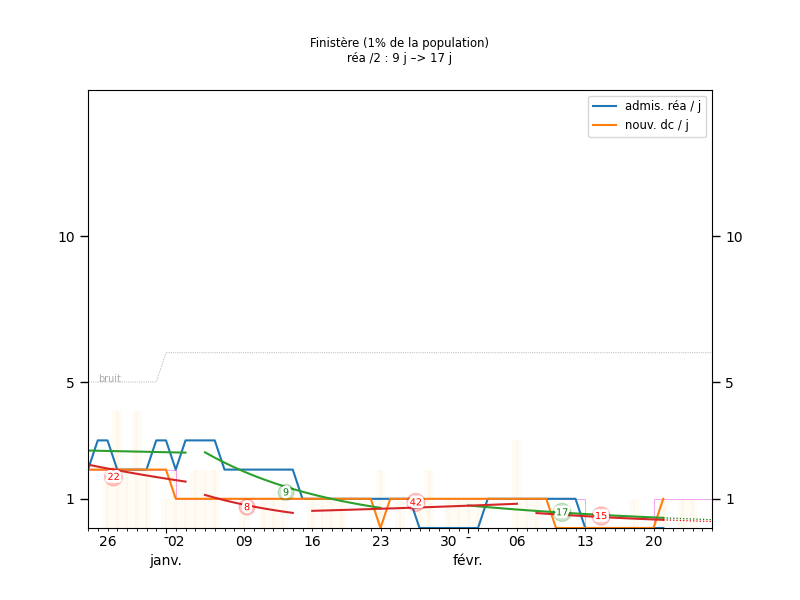 Finistère (1% de la population)
réa /2 : 9 j –> 17 j
admis. réa / j
nouv. dc / j
10 10
bruit
5 5
22
9
8
42
17
15
1 1
26 02 09 16 23 30 06 13 20
janv. févr.